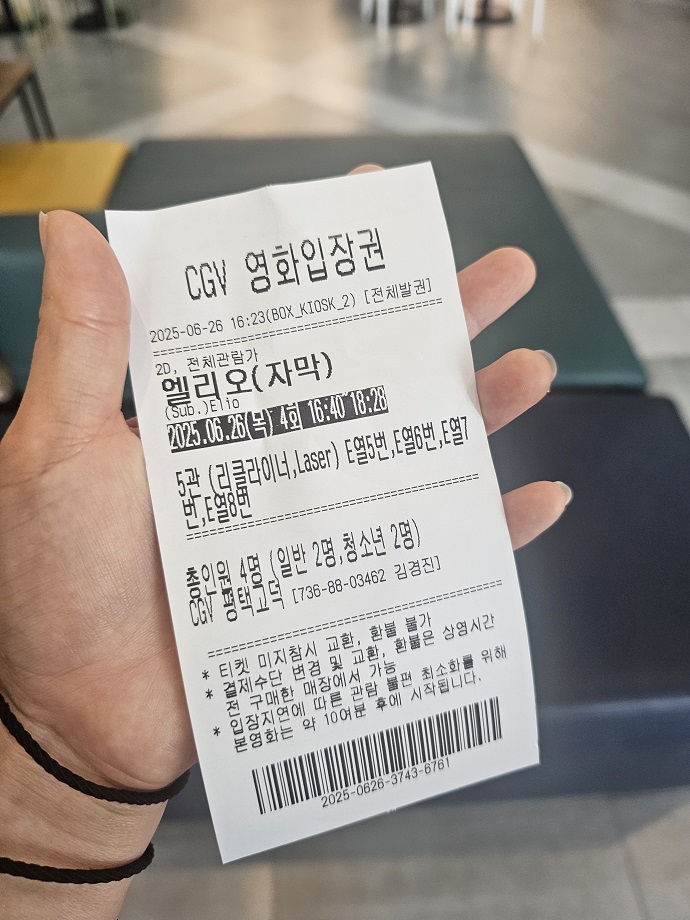 CGV 영화입장권
2025-06-26 16:23(BOX_KIOSK_2) [전체발권]
================================================
2D, 전체관람가
엘리오(자막)
(Sub.)Elio
2025.06.26(목) 4회 16:40~18:28
5관 (리클라이너,Laser) E열5번,E열6번,E열7
번,E열8번
================================================
총인원 4명 (일반 2명,청소년 2명)
CGV 평택고덕 [736-88-03462 김경진]
================================================
* 티켓 미지참시 교환, 환불 불가
* 결제수단 변경 및 교환, 환불은 상영시간
전 구매한 매장에서 가능
* 입장지연에 따른 관람 불편 최소화를 위해
본영화는 약 10여분 후에 시작됩니다.
2025-0626-3743-6761